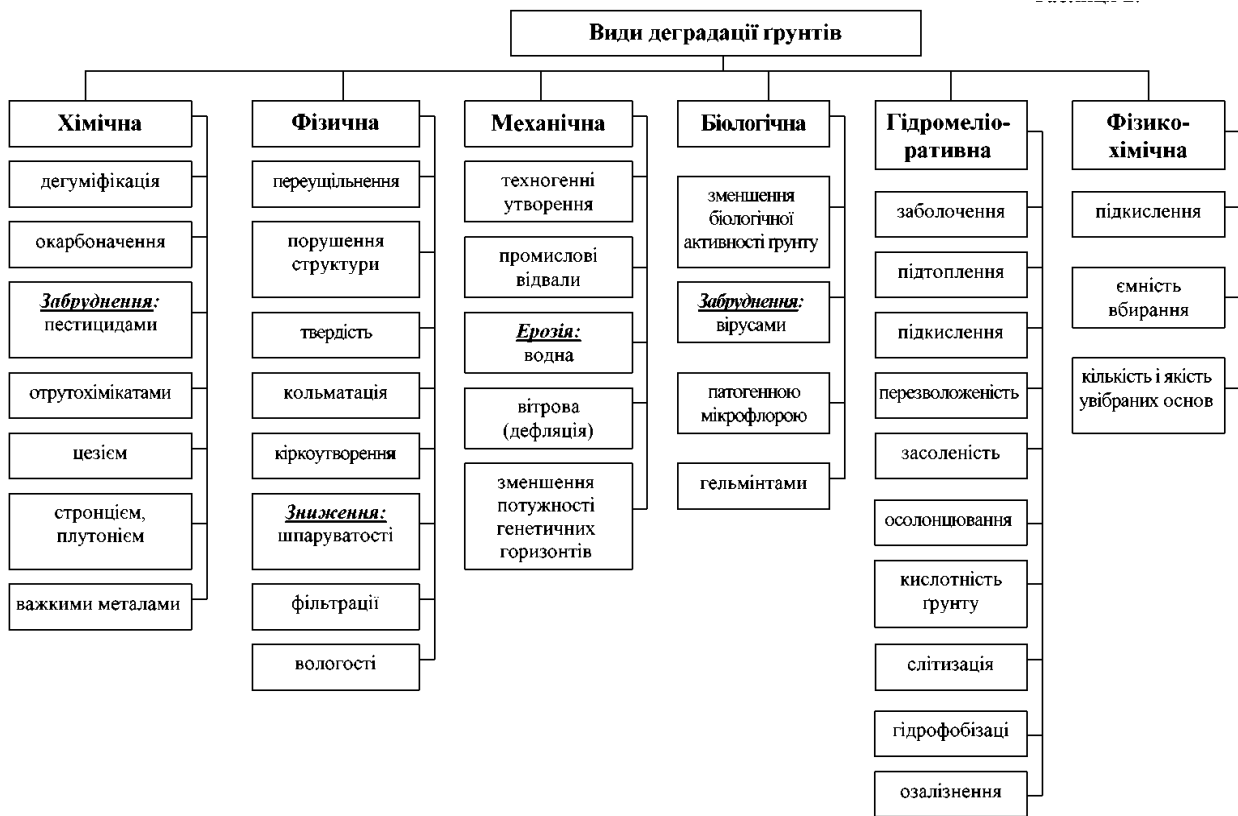 Види деградації ґрунтів
Хімічна
дегуміфікація
окарбоначення
Забруднення:
пестицидами
отрутохімікатами
цезієм
стронцієм,
плутонієм
важкими металами
Фізична
переущільнення
порушення
структури
твердість
кольматація
кіркоутворення
Зниження:
шпаруватості
фільтрації
вологості
Механічна
техногенні
утворення
промислові
відвали
Ерозія:
водна
вітрова
(дефляція)
зменшення
потужності
генетичних
горизонтів
Біологічна
зменшення
біологічної
активності ґрунту
Забруднення:
вірусами
патогенною
мікрофлорою
гельмінтами
Гідромеліо-
ративна
заболочення
підтоплення
підкислення
перезволоженість
засоленість
осолонцювання
кислотність
ґрунту
слітизація
гідрофобізаці
озалізнення
Фізико-
хімічна
підкислення
ємність
вбирання
кількість і якість
увібраних основ